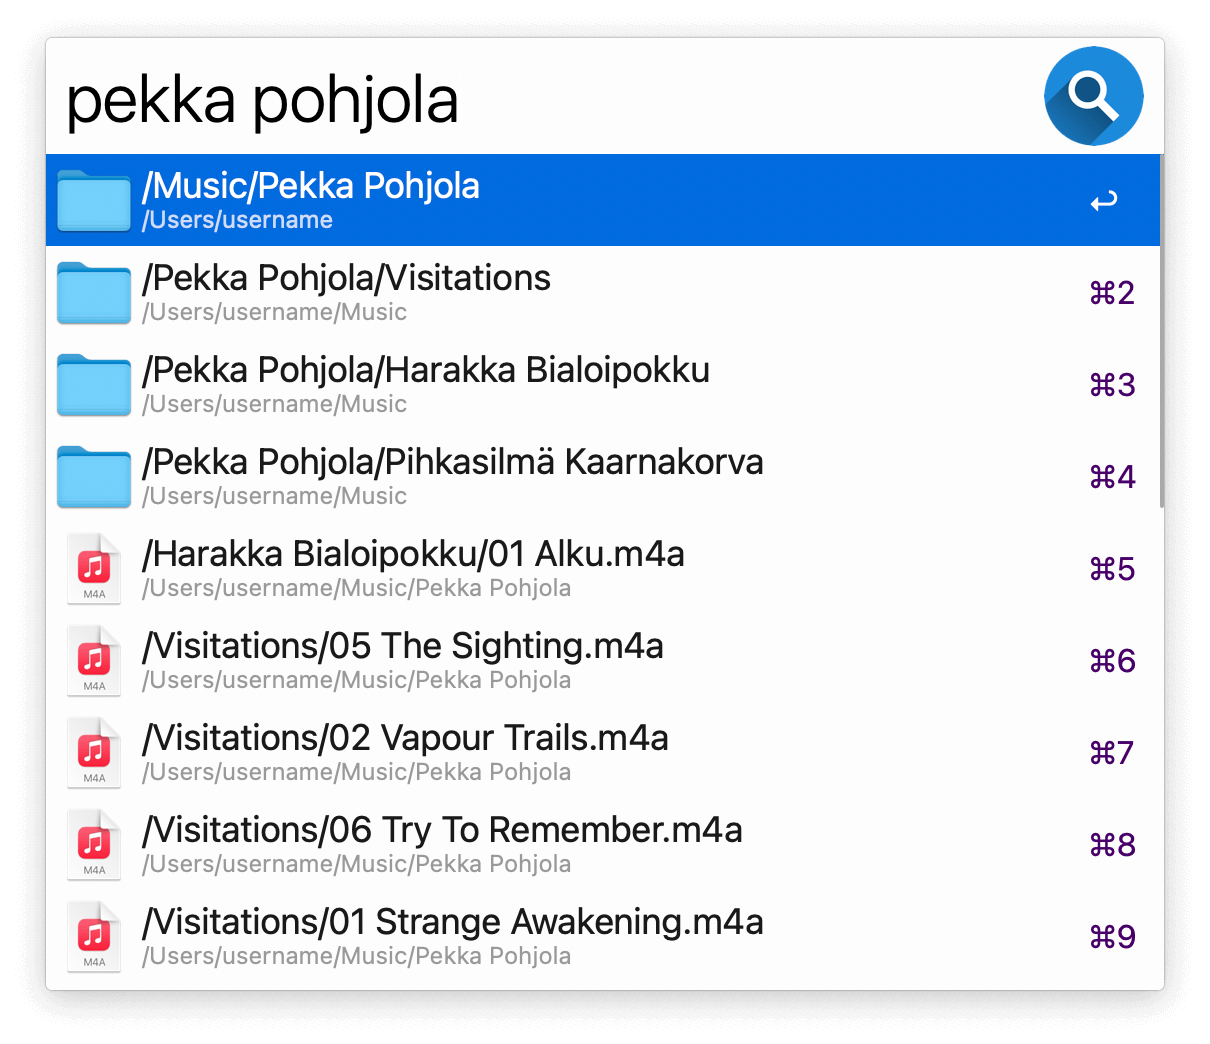 pekka pohjola
/Music/Pekka Pohjola
/Users/username
/Pekka Pohjola/Visitations
/Users/username/Music
⌘2
/Pekka Pohjola/Harakka Bialoipokku
/Users/username/Music
⌘3
/Pekka Pohjola/Pihkasilmä Kaarnakorva
/Users/username/Music
⌘4
/Harakka Bialoipokku/01 Alku.m4a
/Users/username/Music/Pekka Pohjola
M4A
⌘5
/Visitations/05 The Sighting.m4a
/Users/username/Music/Pekka Pohjola
M4A
⌘6
/Visitations/02 Vapour Trails.m4a
/Users/username/Music/Pekka Pohjola
M4A
⌘7
/Visitations/06 Try To Remember.m4a
/Users/username/Music/Pekka Pohjola
M4A
⌘8
/Visitations/01 Strange Awakening.m4a
/Users/username/Music/Pekka Pohjola
M4A
⌘9